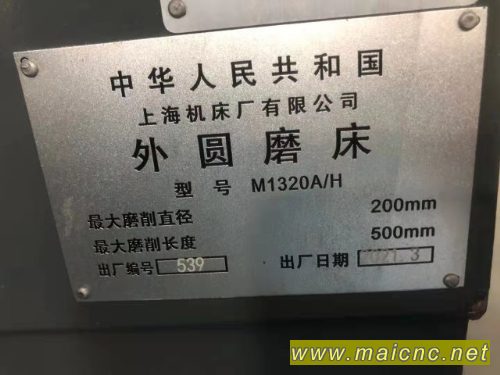 中华人民共和国
上海机床厂有限公司
外圆磨床
型号 M1320A/H
最大磨削直径 200mm
最大磨削长度 500mm
出厂编号 539 出厂日期 2021.3
www.maicnc.net